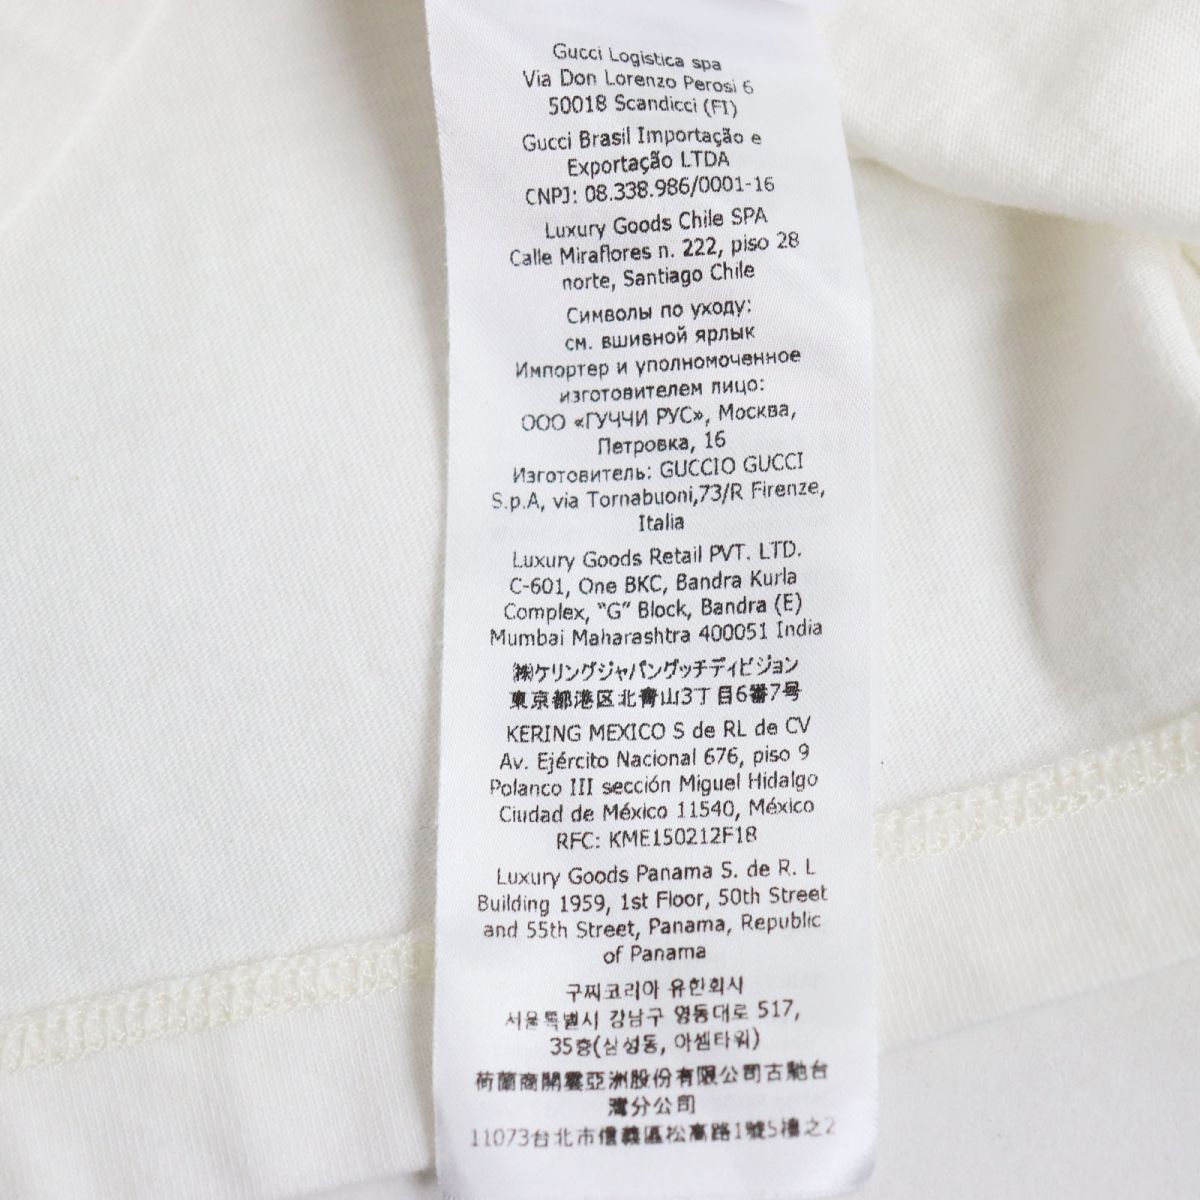 Gucci Logistica spa
Via Don Lorenzo Perosi 6
50018 Scandicci (FI)
Gucci Brasil Importação e
Exportação LTDA
CNPJ: 08.338.986/0001-16
Luxury Goods Chile SPA
Calle Miraflores n. 222, piso 28
norte, Santiago Chile
Символы по уходу:
см. вшивной ярлык
Импортер и уполномоченное
изготовителем лицо:
ООО «ГУЧЧИ РУС», Москва,
Петровка, 16
Изготовитель: GUCCIO GUCCI
S.p.A, via Tornabuoni,73/R Firenze,
Italia
Luxury Goods Retail PVT. LTD.
C-601, One BKC, Bandra Kurla
Complex, "G" Block, Bandra (E)
Mumbai Maharashtra 400051 India
㈱ケリングジャパングッチディビジョン
東京都港区北青山3丁目6番7号
KERING MEXICO S de RL de CV
Av. Ejército Nacional 676, piso 9
Polanco III sección Miguel Hidalgo
Ciudad de México 11540, México
RFC: KME150212F18
Luxury Goods Panama S. de R. L
Building 1959, 1st Floor, 50th Street
and 55th Street, Panama, Republic
of Panama
구찌코리아 유한회사
서울특별시 강남구 영동대로 517,
35층(삼성동, 아셈타워)
荷蘭商開雲亞洲股份有限公司古馳台
灣分公司
11073台北市信義區松高路1號5樓之2